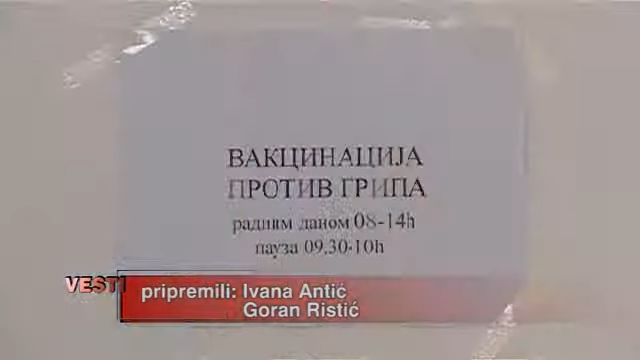 ВАКЦИНАЦИЈА
ПРОТИВ ГРИПА
радним даном 08-14h
пауза 09.30-10h
VESTI
pripremili: Ivana Antić
Goran Ristić